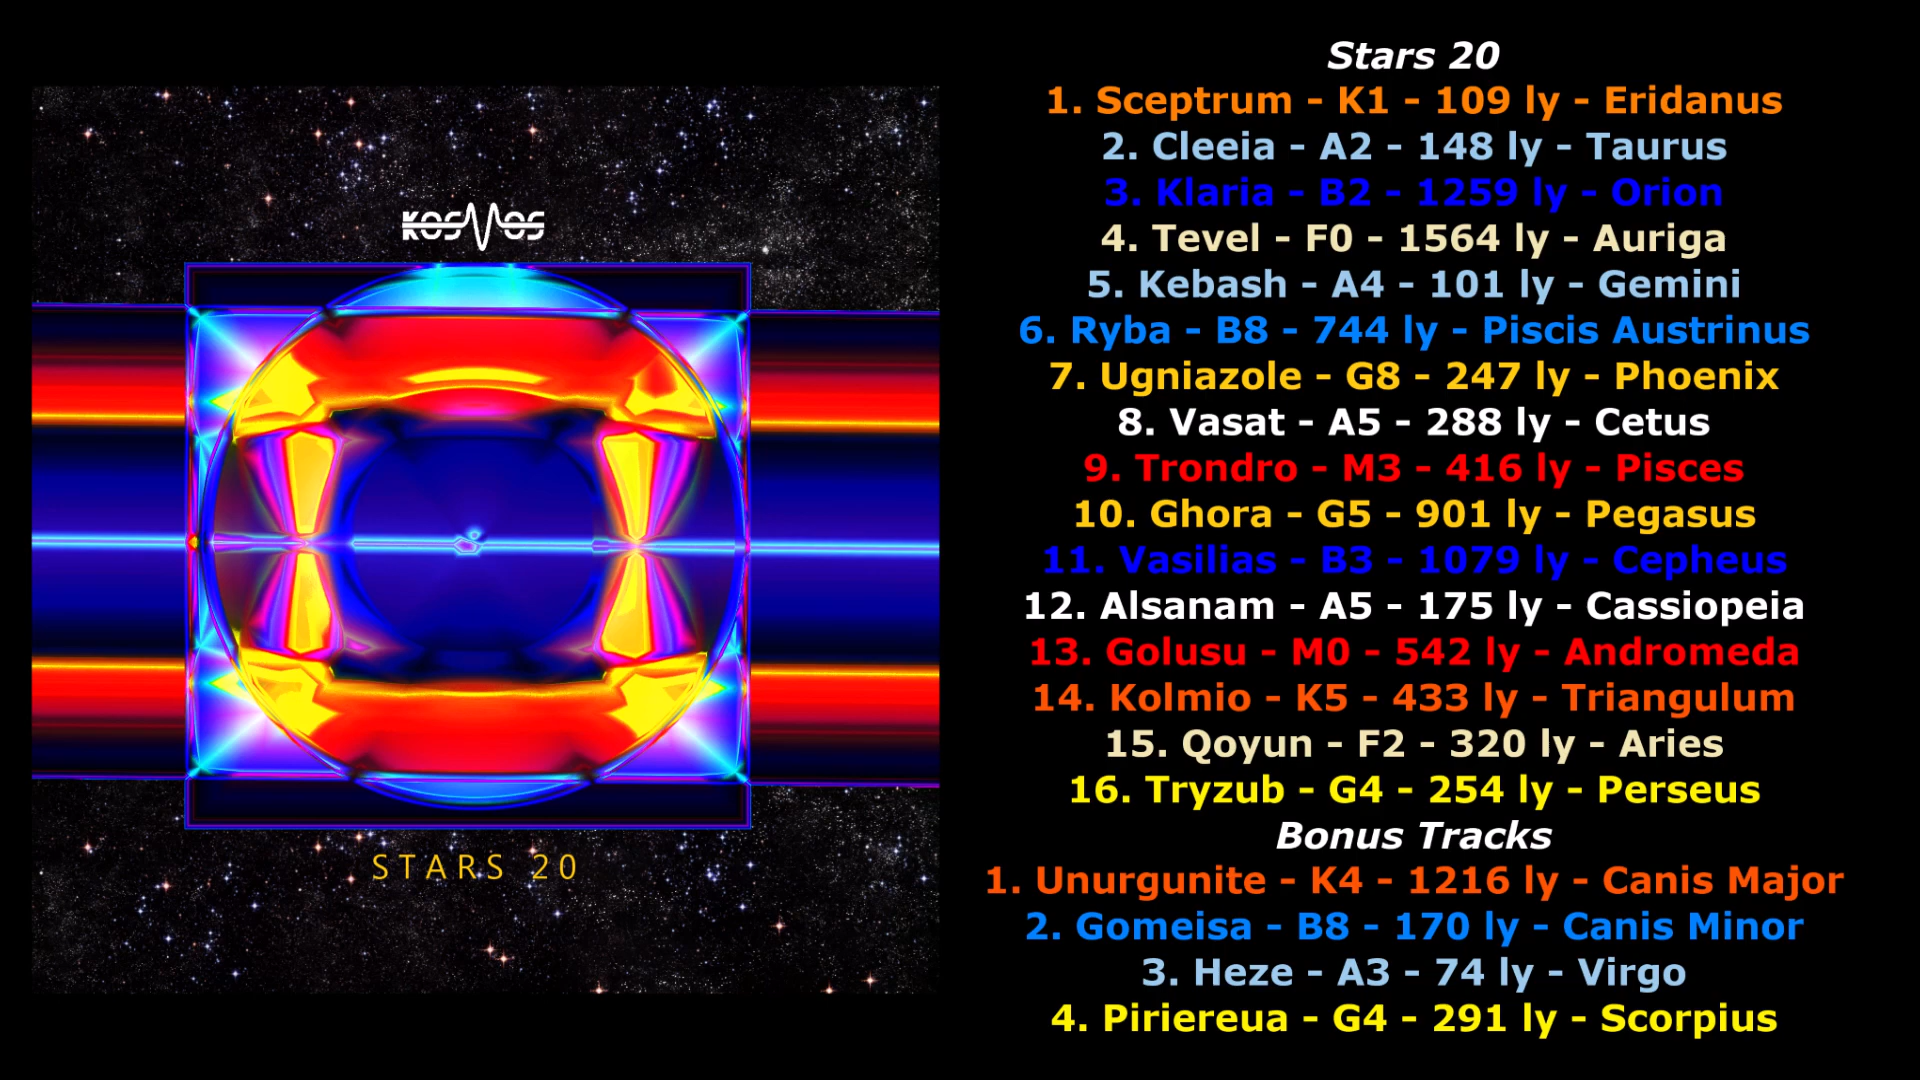 KOSMOS
STARS 20
Stars 20
1. Sceptrum - K1 - 109 ly - Eridanus
2. Cleeia - A2 - 148 ly - Taurus
3. Klaria - B2 - 1259 ly - Orion
4. Tevel - F0 - 1564 ly - Auriga
5. Kebash - A4 - 101 ly - Gemini
6. Ryba - B8 - 744 ly - Piscis Austrinus
7. Ugniazole - G8 - 247 ly - Phoenix
8. Vasat - A5 - 288 ly - Cetus
9. Trondro - M3 - 416 ly - Pisces
10. Ghora - G5 - 901 ly - Pegasus
11. Vasilias - B3 - 1079 ly - Cepheus
12. Alsanam - A5 - 175 ly - Cassiopeia
13. Golusu - M0 - 542 ly - Andromeda
14. Kolmio - K5 - 433 ly - Triangulum
15. Qoyun - F2 - 320 ly - Aries
16. Tryzub - G4 - 254 ly - Perseus
Bonus Tracks
1. Unurgunite - K4 - 1216 ly - Canis Major
2. Gomeisa - B8 - 170 ly - Canis Minor
3. Heze - A3 - 74 ly - Virgo
4. Piriereua - G4 - 291 ly - Scorpius